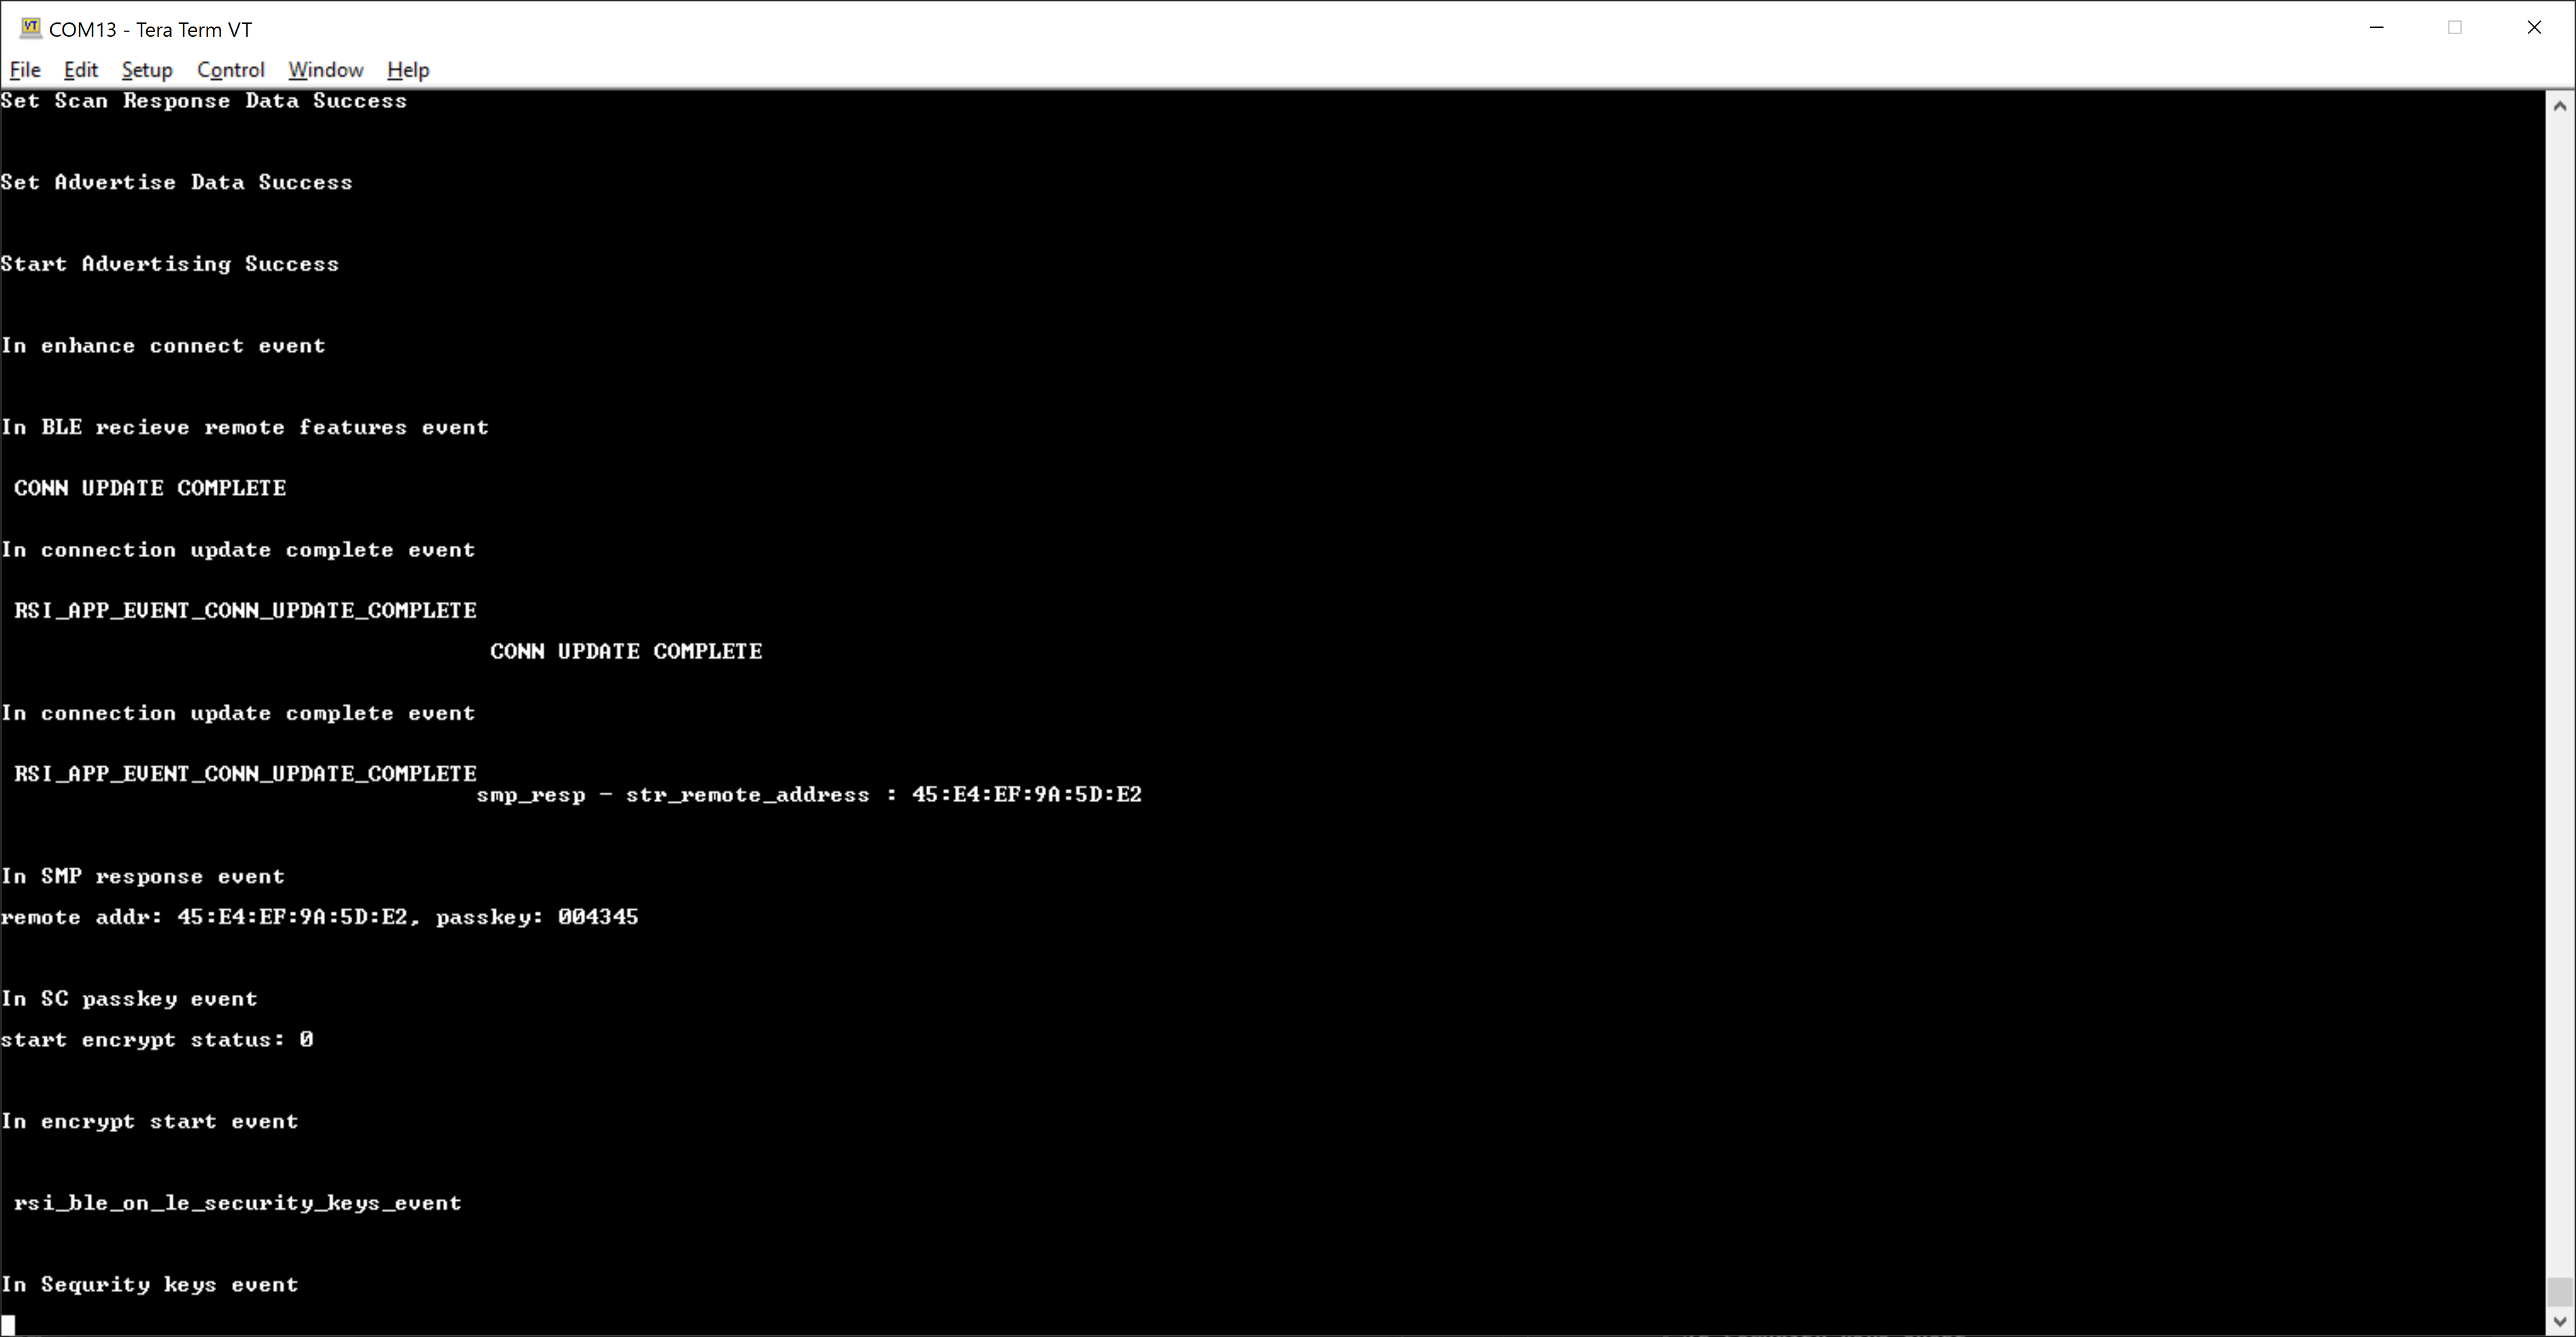 COM13 - Tera Term VT
File Edit Setup Control Window Help
Set Scan Response Data Success
Set Advertise Data Success
Start Advertising Success
In enhance connect event
In BLE recieve remote features event
CONN UPDATE COMPLETE
In connection update complete event
RSI_APP_EVENT_CONN_UPDATE_COMPLETE
CONN UPDATE COMPLETE
In connection update complete event
RSI_APP_EVENT_CONN_UPDATE_COMPLETE
smp_resp - str_remote_address : 45:E4:EF:9A:5D:E2
In SMP response event
remote addr: 45:E4:EF:9A:5D:E2, passkey: 004345
In SC passkey event
start encrypt status: 0
In encrypt start event
rsi_ble_on_le_security_keys_event
In Sequrity keys event